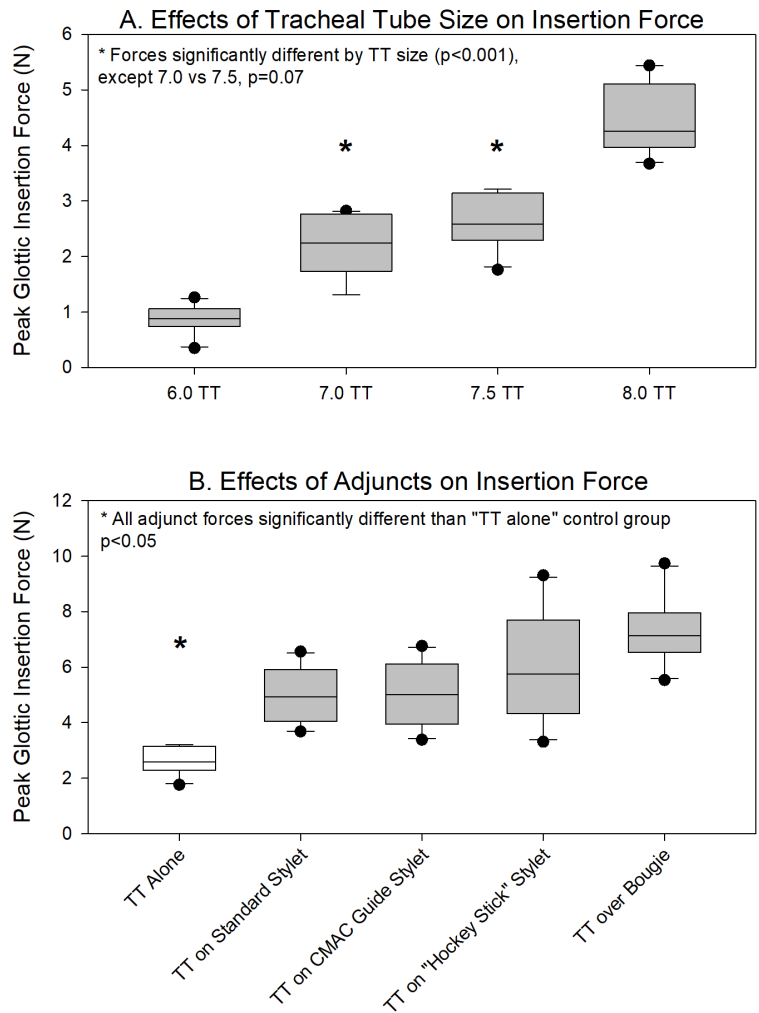 A. Effects of Tracheal Tube Size on Insertion Force
* Forces significantly different by TT size (p<0.001),
except 7.0 vs 7.5, p=0.07
Peak Glottic Insertion Force (N)
6
5
4
3
2
1
0
* *
6.0 TT 7.0 TT 7.5 TT 8.0 TT
B. Effects of Adjuncts on Insertion Force
* All adjunct forces significantly different than "TT alone" control group
p<0.05
Peak Glottic Insertion Force (N)
12
10
8
6
4
2
0
*
TT Alone
TT on Standard Stylet
TT on CMAC Guide Stylet
TT on "Hockey Stick" Stylet
TT over Bougie